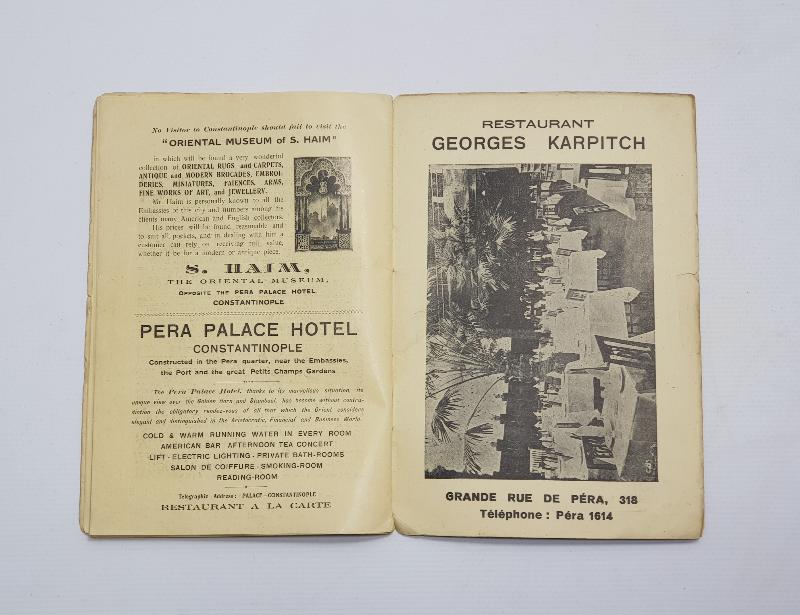 No Visitor to Constantinople should fail to visit the
"ORIENTAL MUSEUM of S. HAIM"
in which will be found a very wonderful
collection of ORIENTAL RUGS and CARPETS,
ANTIQUE and MODERN BROCADES, EMBROI-
DERIES, MINIATURES, FAIENCES, ARMS,
FINE WORKS OF ART, and JEWELLERY.
Mr. Haim is personally known to all the
Embassies of this city and numbers among his
clients many American and English collectors.
His prices will be found reasonable and
to suit all pockets, and in dealing with him a
customer can rely on receiving full value,
whether it be for a modern or antique piece.
S. HAIM,
THE ORIENTAL MUSEUM,
OPPOSITE THE PERA PALACE HOTEL,
CONSTANTINOPLE
PERA PALACE HOTEL
CONSTANTINOPLE
Constructed in the Pera quarter, near the Embassies,
the Port and the great Petits Champs Gardens
The Pera Palace Hotel, thanks to its marvellous situation, its
unique view over the Golden Horn and Stamboul, has become without contra-
diction the obligatory rendez-vous of all tour which the Orient considers
elegant and distinguished in the Aristocratic, Financial and Business World.
COLD & WARM RUNNING WATER IN EVERY ROOM
AMERICAN BAR AFTERNOON TEA CONCERT
LIFT - ELECTRIC LIGHTING - PRIVATE BATH-ROOMS
SALON DE COIFFURE - SMOKING-ROOM
READING-ROOM
Telegraphic Address: PALACE - CONSTANTINOPLE
RESTAURANT A LA CARTE
RESTAURANT
GEORGES KARPITCH
GRANDE RUE DE PÉRA, 318
Téléphone : Péra 1614